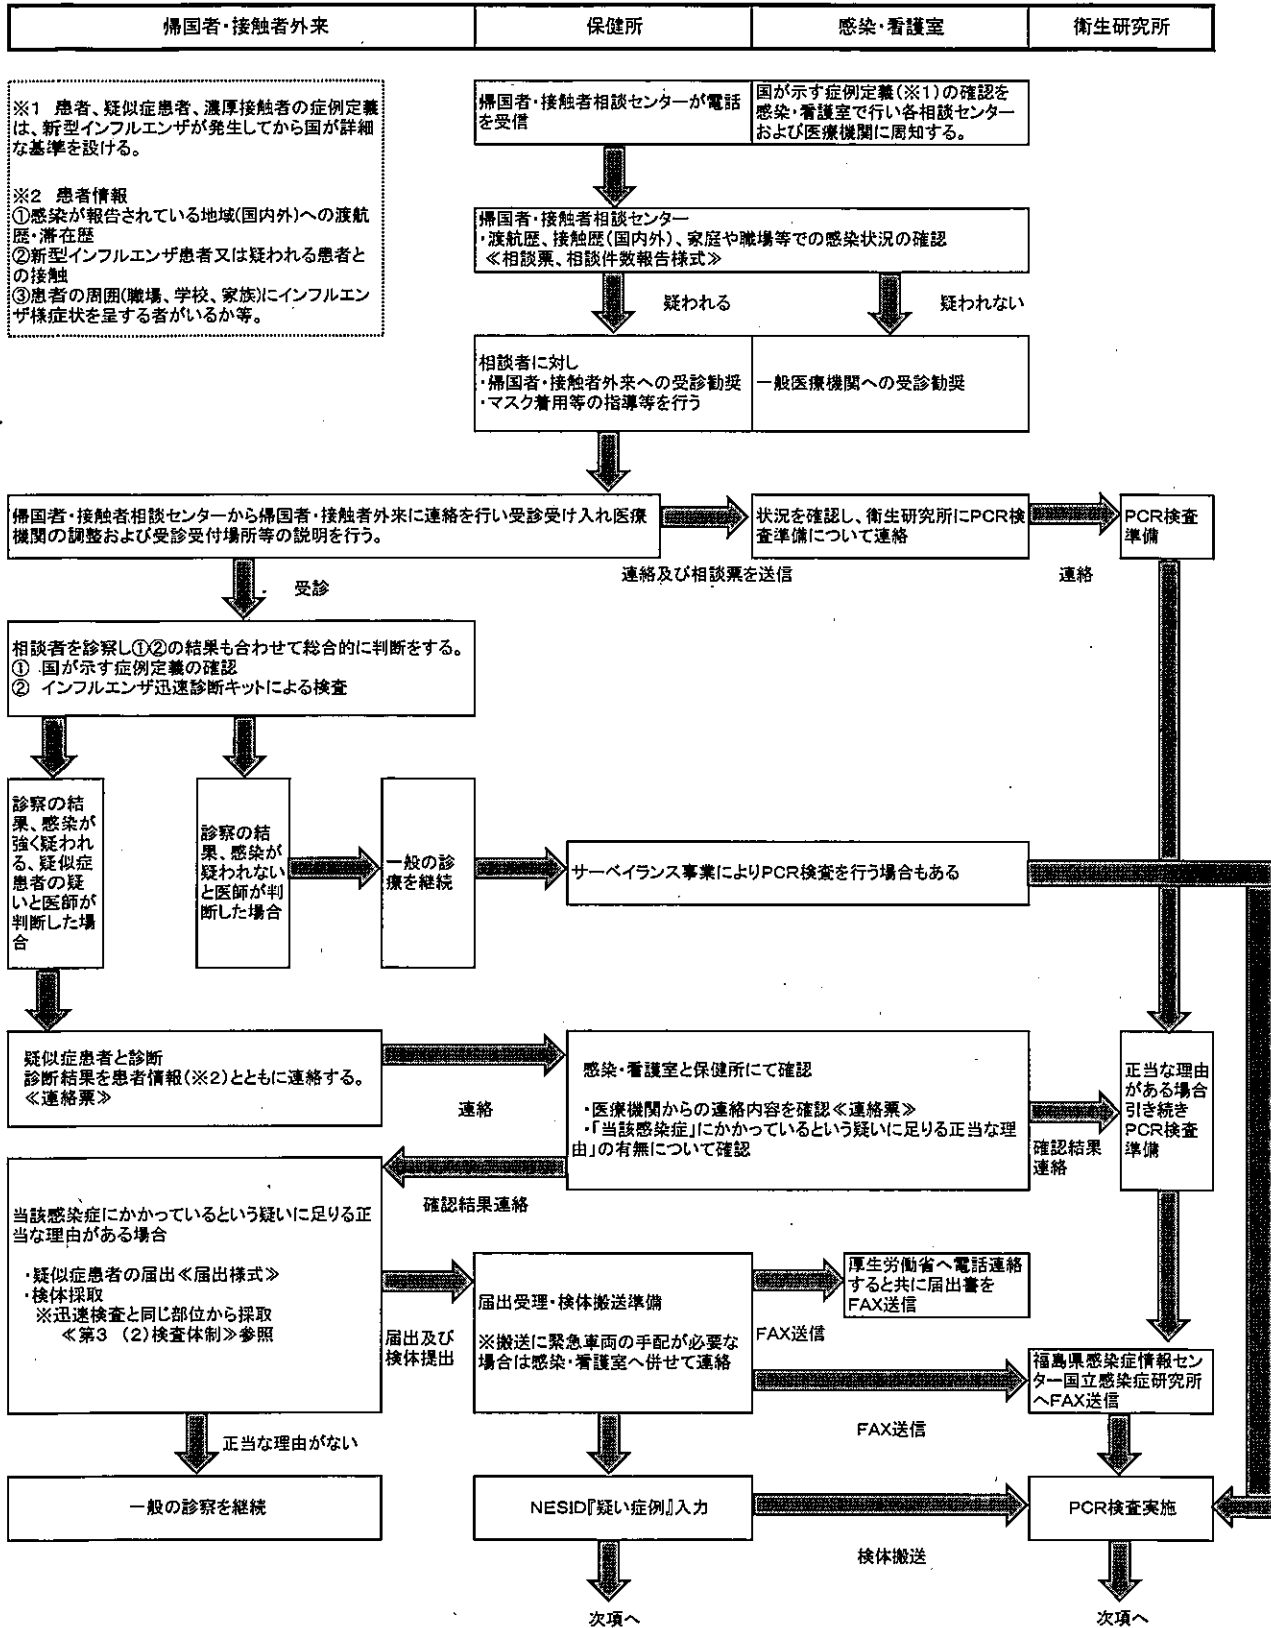 帰国者・接触者外来
保健所
感染・看護室
衛生研究所
※1　患者、疑似症患者、濃厚接触者の症例定義
は、新型インフルエンザが発生してから国が詳細
な基準を設ける。
※2　患者情報
①感染が報告されている地域(国内外)への渡航
歴・滞在歴
②新型インフルエンザ患者又は疑われる患者と
の接触
③患者の周囲(職場、学校、家族)にインフルエン
ザ様症状を呈する者がいるか等。
帰国者・接触者相談センターが電話
を受信
国が示す症例定義(※1)の確認を
感染・看護室で行い各相談センター
および医療機関に周知する。
帰国者・接触者相談センター
・渡航歴、接触歴(国内外)、家庭や職場等での感染状況の確認
≪相談票、相談件数報告様式≫
疑われる
疑われない
相談者に対し
・帰国者・接触者外来への受診勧奨
・マスク着用等の指導等を行う
一般医療機関への受診勧奨
帰国者・接触者相談センターから帰国者・接触者外来に連絡を行い受診受け入れ医療
機関の調整および受診受付場所等の説明を行う。
状況を確認し、衛生研究所にPCR検
査準備について連絡
PCR検査
準備
受診
連絡及び相談票を送信
連絡
相談者を診察し①②の結果も合わせて総合的に判断をする。
①　国が示す症例定義の確認
②　インフルエンザ迅速診断キットによる検査
診察の結
果、感染が
強く疑われ
る、疑似症
患者の疑
いと医師が
判断した場
合
診察の結
果、感染が
疑われない
と医師が判
断した場合
一般の診
療を継続
サーベイランス事業によりPCR検査を行う場合もある
疑似症患者と診断
診断結果を患者情報(※2)とともに連絡する。
≪連絡票≫
連絡
感染・看護室と保健所にて確認
・医療機関からの連絡内容を確認≪連絡票≫
・「当該感染症」にかかっているという疑いに足りる正当な理
由」の有無について確認
確認結果
連絡
正当な理由
がある場合
引き続き
PCR検査
準備
確認結果連絡
当該感染症にかかっているという疑いに足りる正
当な理由がある場合
・疑似症患者の届出≪届出様式≫
・検体採取
※迅速検査と同じ部位から採取
≪第3　(2)検査体制≫参照
届出及び
検体提出
届出受理・検体搬送準備
※搬送に緊急車両の手配が必要な
場合は感染・看護室へ併せて連絡
FAX送信
厚生労働省へ電話連絡
すると共に届出書を
FAX送信
福島県感染症情報セン
ター国立感染症研究所
へFAX送信
FAX送信
正当な理由がない
一般の診察を継続
NESID『疑い症例』入力
PCR検査実施
検体搬送
次項へ
次項へ